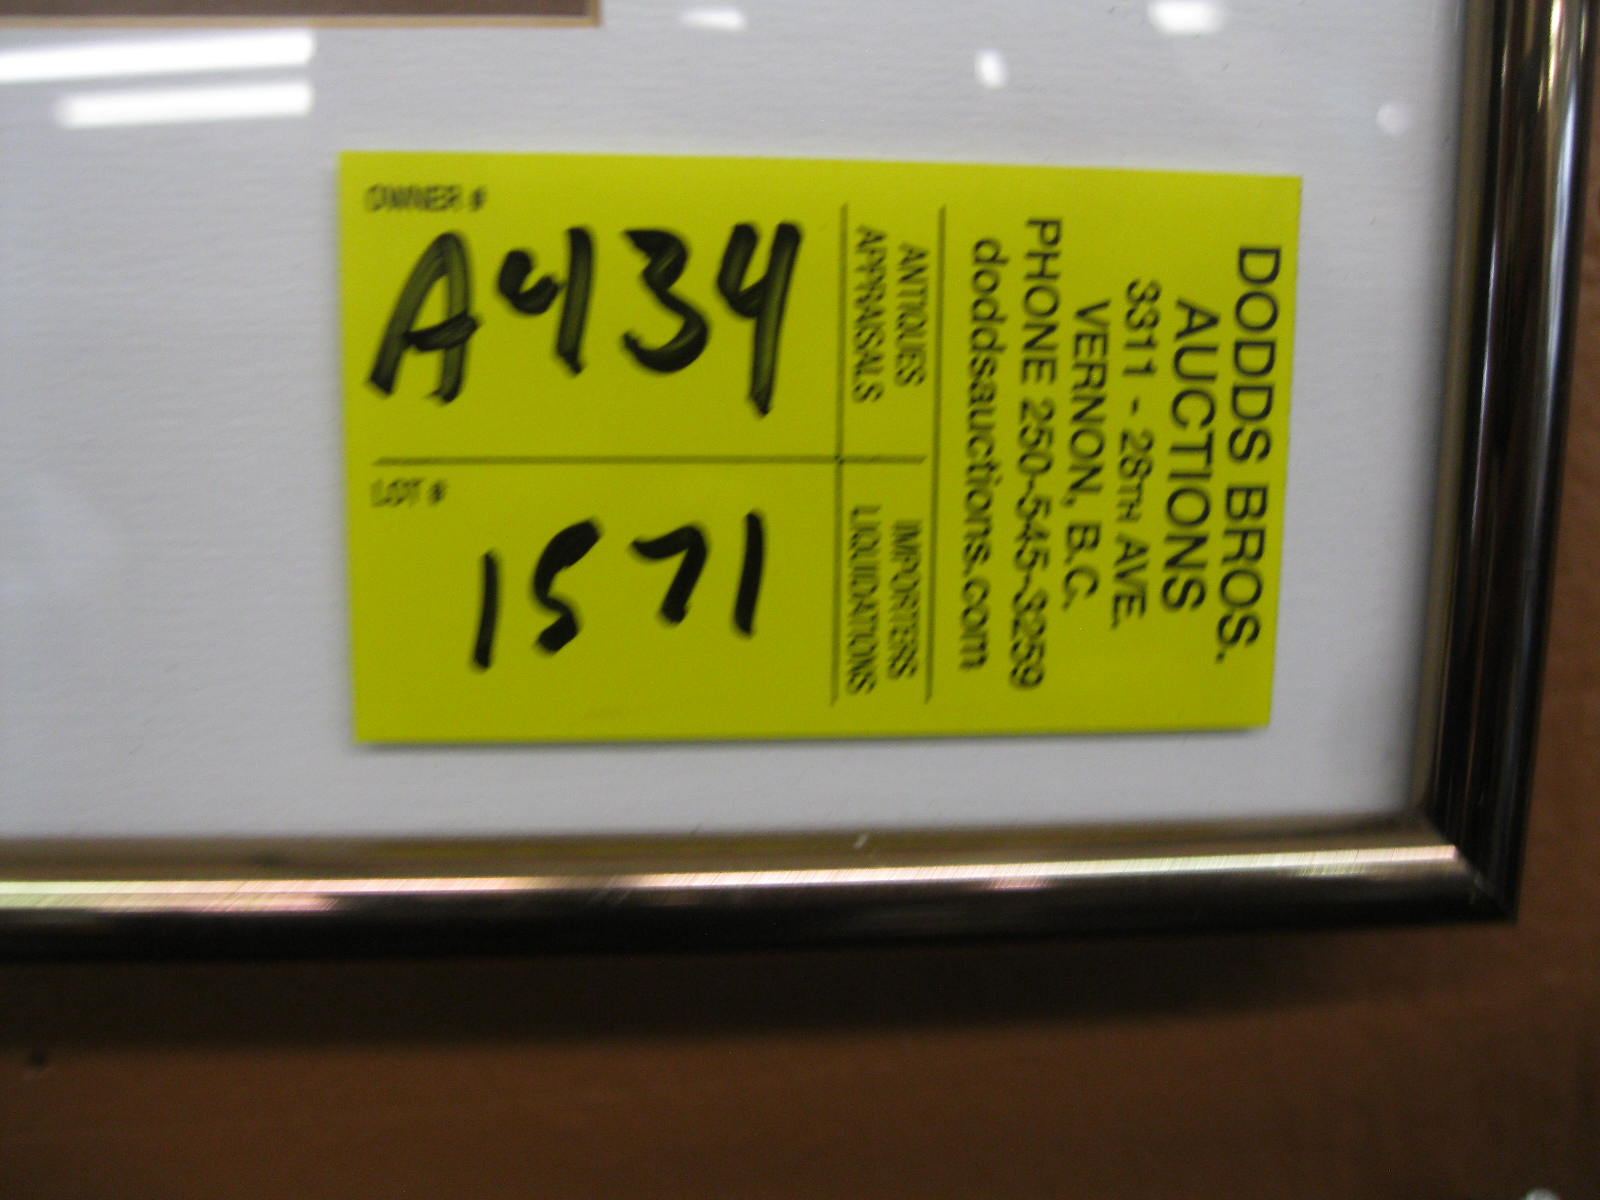 DODDS BROS.
AUCTIONS
3311 - 28TH AVE.
VERNON, B.C.
PHONE 250-545-3259
doddsauctions.com
ANTIQUES IMPORTERS
APPRAISALS LIQUIDATIONS
OWNER #
A434
LOT #
1571